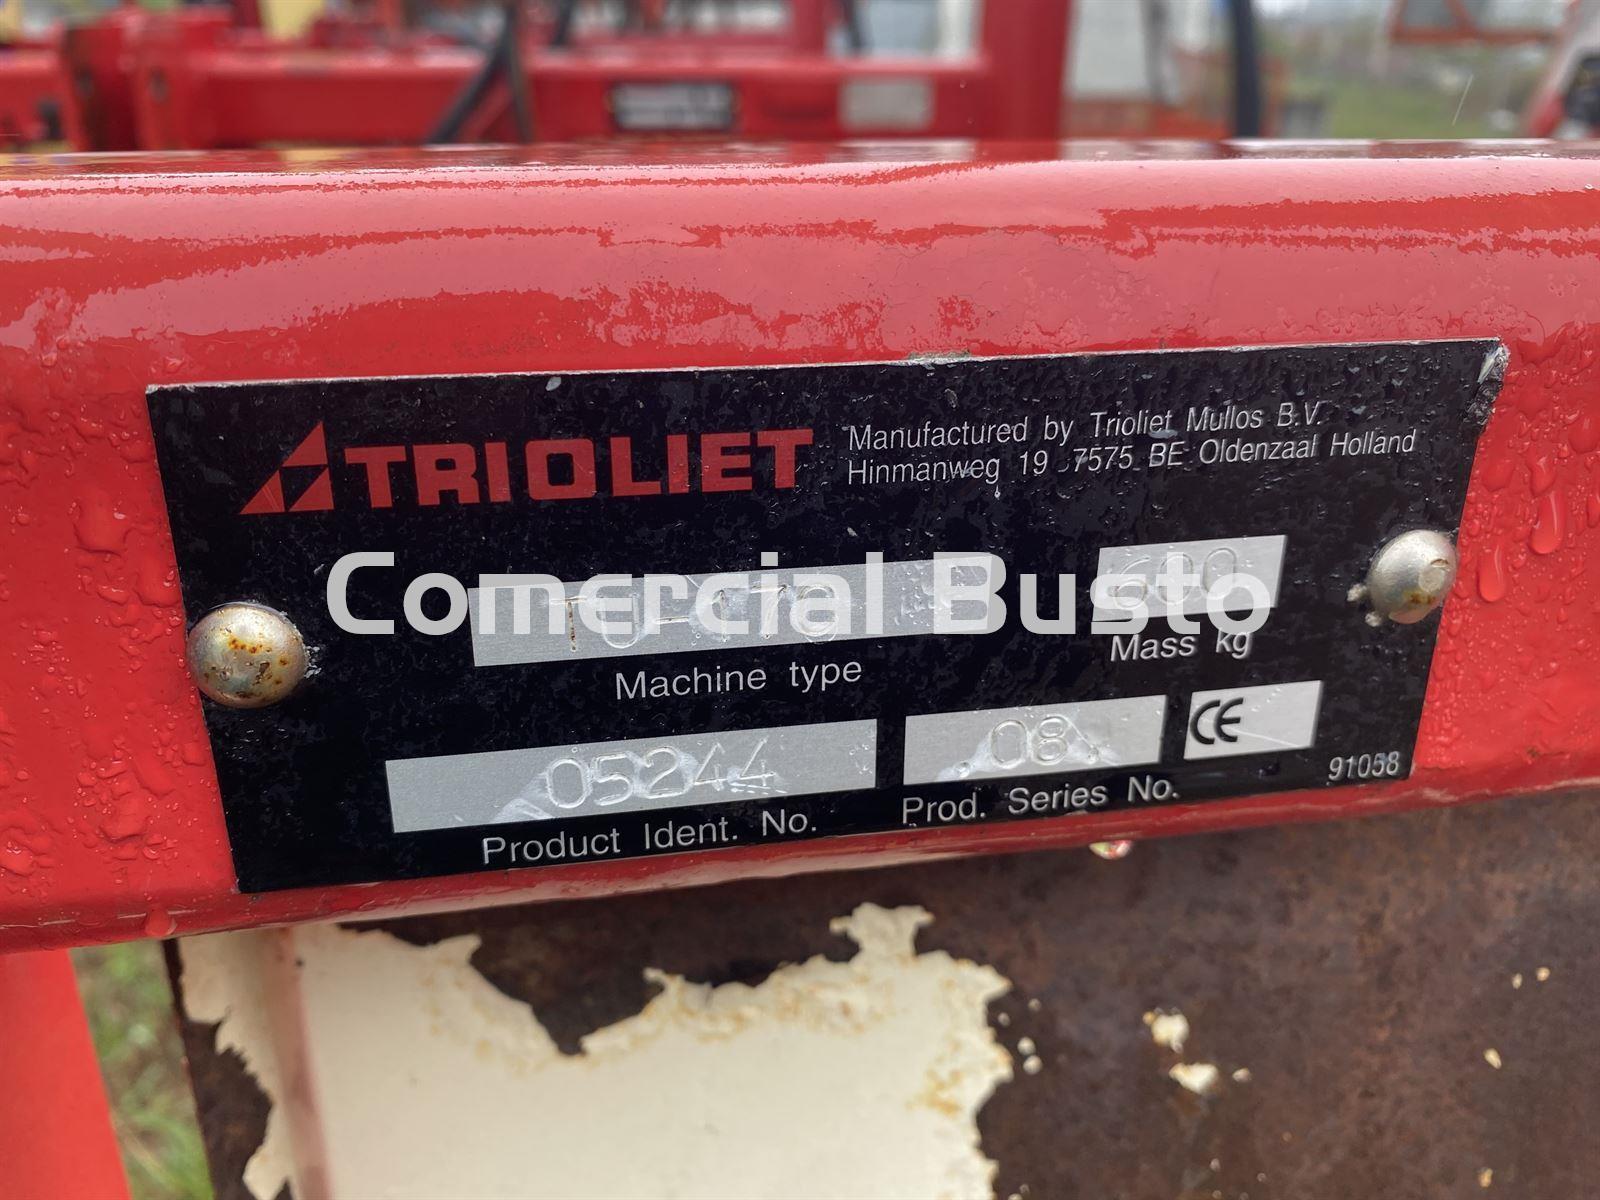 TRIOLIET
Manufactured by Trioliet Mullos B.V.
Hinmanweg 19 7575 BE Oldenzaal Holland
Comercial Busto
600
Machine type
Mass kg
05244
.08.
CE
Product Ident. No.
Prod. Series No.
91058